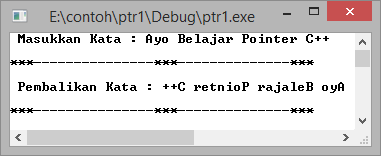 E:\contoh\ptr1\Debug\ptr1.exe
Masukkan Kata : Ayo Belajar Pointer C++
***---------------***---------------***
Pembalikan Kata : ++C retnioP rajaleB oyA
***---------------***---------------***